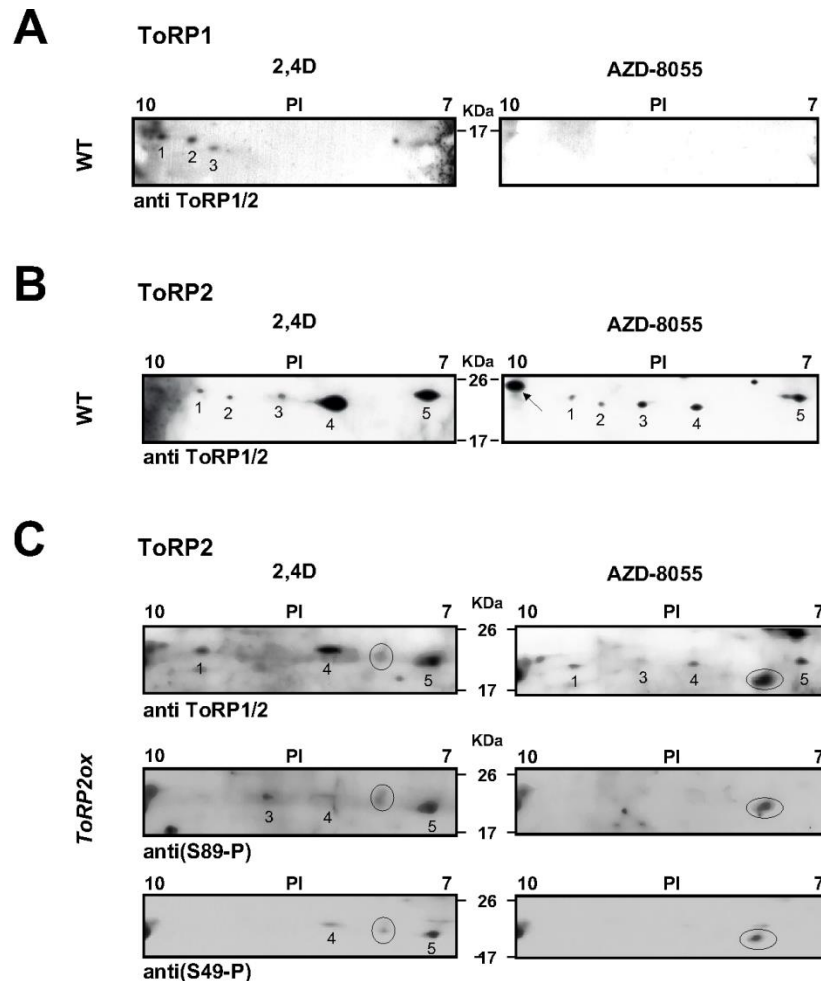 A
ToRP1
2,4D AZD-8055
10 PI 7 KDa 10 PI 7
WT
1 2 3
17
anti ToRP1/2
B
ToRP2
2,4D AZD-8055
10 PI 7 KDa 10 PI 7
WT
26
1 2 3 4 5 1 2 3 4 5
17
anti ToRP1/2
C
ToRP2
2,4D AZD-8055
10 PI 7 KDa 10 PI 7
26
1 4 5 1 3 4 5
17
anti ToRP1/2
ToRP2ox
10 PI 7 KDa 10 PI 7
26
3 4 5
17
anti(S89-P)
10 PI 7 10 PI 7
26
4 5
17
anti(S49-P)